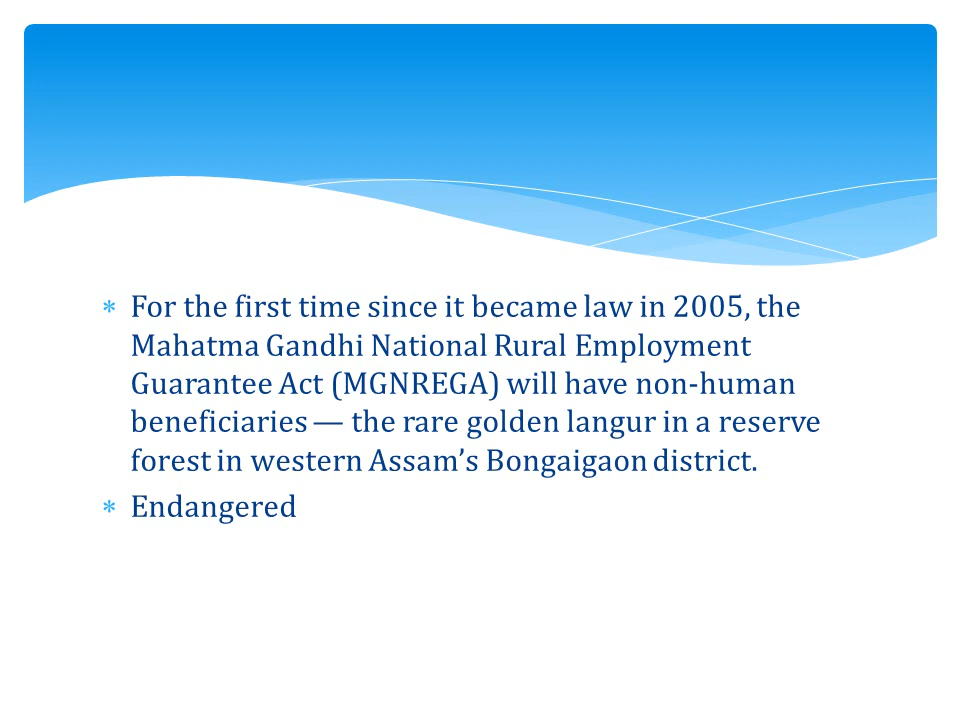 * For the first time since it became law in 2005, the
Mahatma Gandhi National Rural Employment
Guarantee Act (MGNREGA) will have non-human
beneficiaries — the rare golden langur in a reserve
forest in western Assam’s Bongaigaon district.
* Endangered